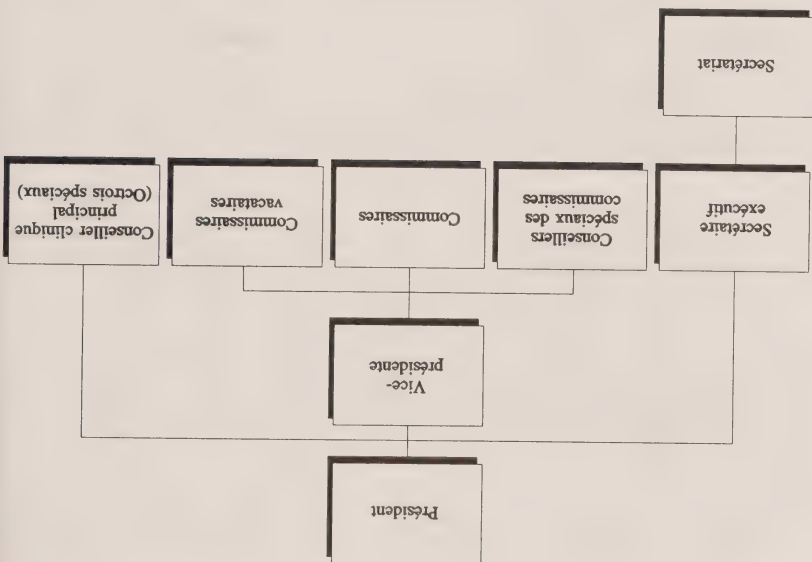 Président
Vice-
présidente
Secrétaire
exécutif
Conseillers
spéciaux des
commissaires
Commissaires
Commissaires
vacataires
Conseiller clinique
principal
(Octrois spéciaux)
Secrétariat